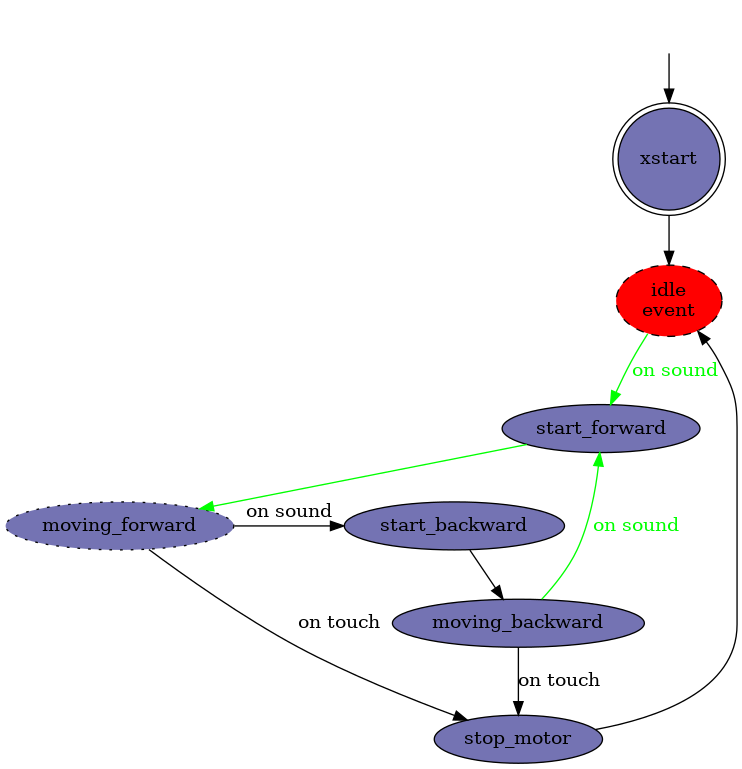 xstart
idle
event
on sound
start_forward
on sound
moving_forward
start_backward
on sound
on touch
moving_backward
on touch
stop_motor